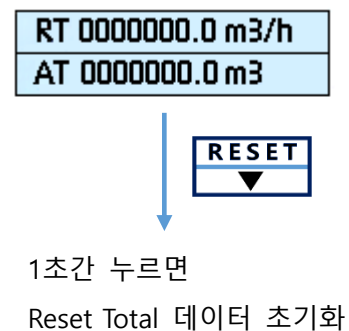 RT 0000000.0 m3/h
AT 0000000.0 m3
RESET
1초간 누르면
Reset Total 데이터 초기화